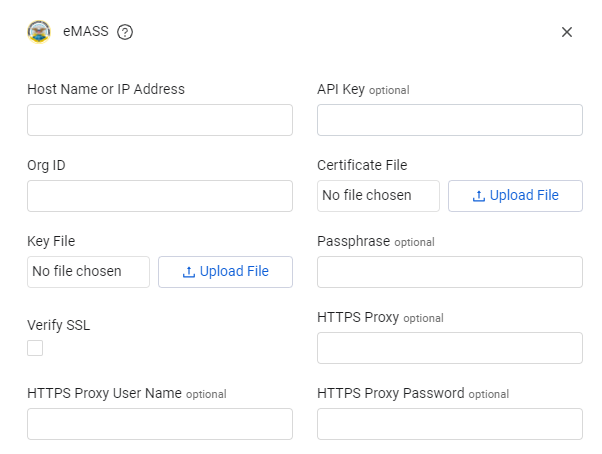 eMASS
Host Name or IP Address
API Key optional
Org ID
Certificate File
No file chosen
Upload File
Key File
No file chosen
Upload File
Passphrase optional
Verify SSL
HTTPS Proxy optional
HTTPS Proxy User Name optional
HTTPS Proxy Password optional